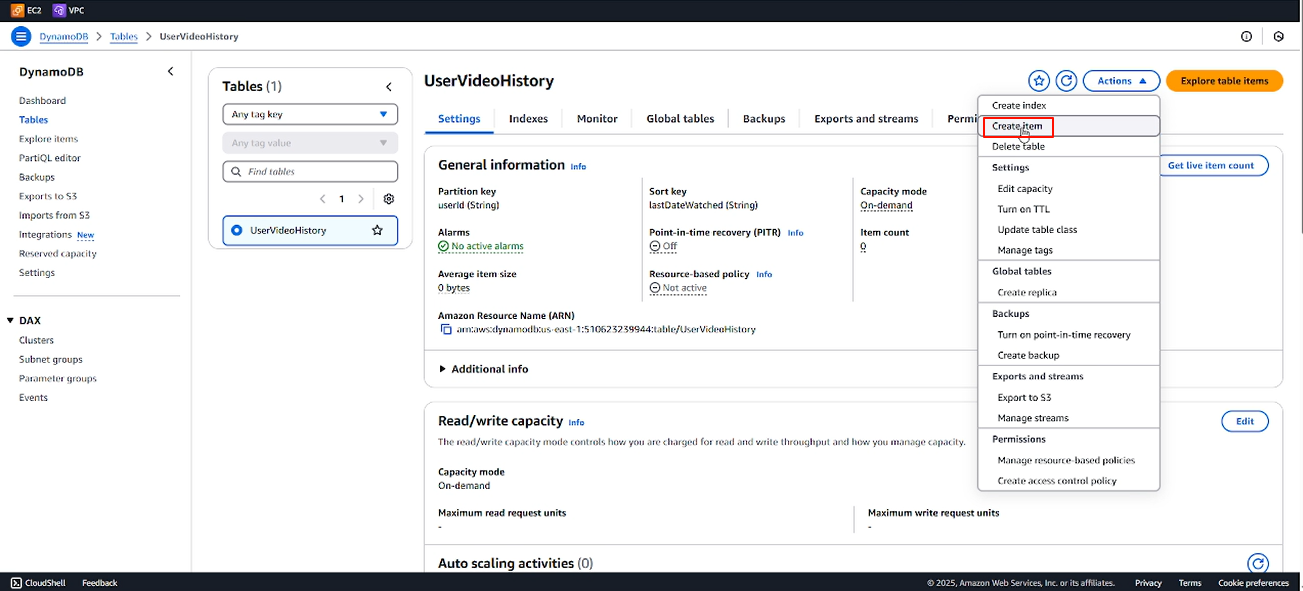 EC2 VPC
DynamoDB > Tables > UserVideoHistory
DynamoDB
Dashboard
Tables
Explore items
PartiQL editor
Backups
Exports to S3
Imports from S3
Integrations New
Reserved capacity
Settings
DAX
Clusters
Subnet groups
Parameter groups
Events
Tables (1)
Any tag key
Any tag value
Find tables
1
UserVideoHistory
UserVideoHistory
Actions
Explore table items
Settings Indexes Monitor Global tables Backups Exports and streams Permi
General information Info
Get live item count
Partition key
userId (String)
Sort key
lastDateWatched (String)
Capacity mode
On-demand
Alarms
No active alarms
Point-in-time recovery (PITR) Info
Off
Item count
0
Average item size
0 bytes
Resource-based policy Info
Not active
Amazon Resource Name (ARN)
arn:aws:dynamodb:us-east-1:510623239944:table/UserVideoHistory
Additional info
Read/write capacity Info
Edit
The read/write capacity mode controls how you are charged for read and write throughput and how you manage capacity.
Capacity mode
On-demand
Maximum read request units
-
Maximum write request units
-
Auto scaling activities (0)
Create index
Create item
Delete table
Settings
Edit capacity
Turn on TTL
Update table class
Manage tags
Global tables
Create replica
Backups
Turn on point-in-time recovery
Create backup
Exports and streams
Export to S3
Manage streams
Permissions
Manage resource-based policies
Create access control policy
CloudShell Feedback
© 2025, Amazon Web Services, Inc. or its affiliates. Privacy Terms Cookie preferences